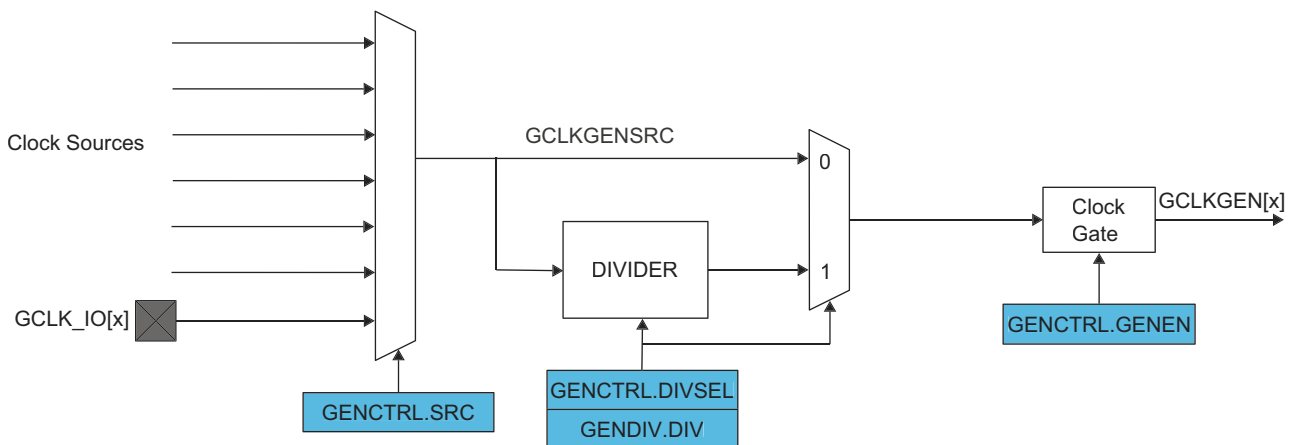 Clock Sources
GCLK_IO[x]
GENCTRL.SRC
GCLKGENSRC
DIVIDER
GENCTRL.DIVSEL
GENDIV.DIV
0
1
Clock
Gate
GENCTRL.GENEN
GCLKGEN[x]